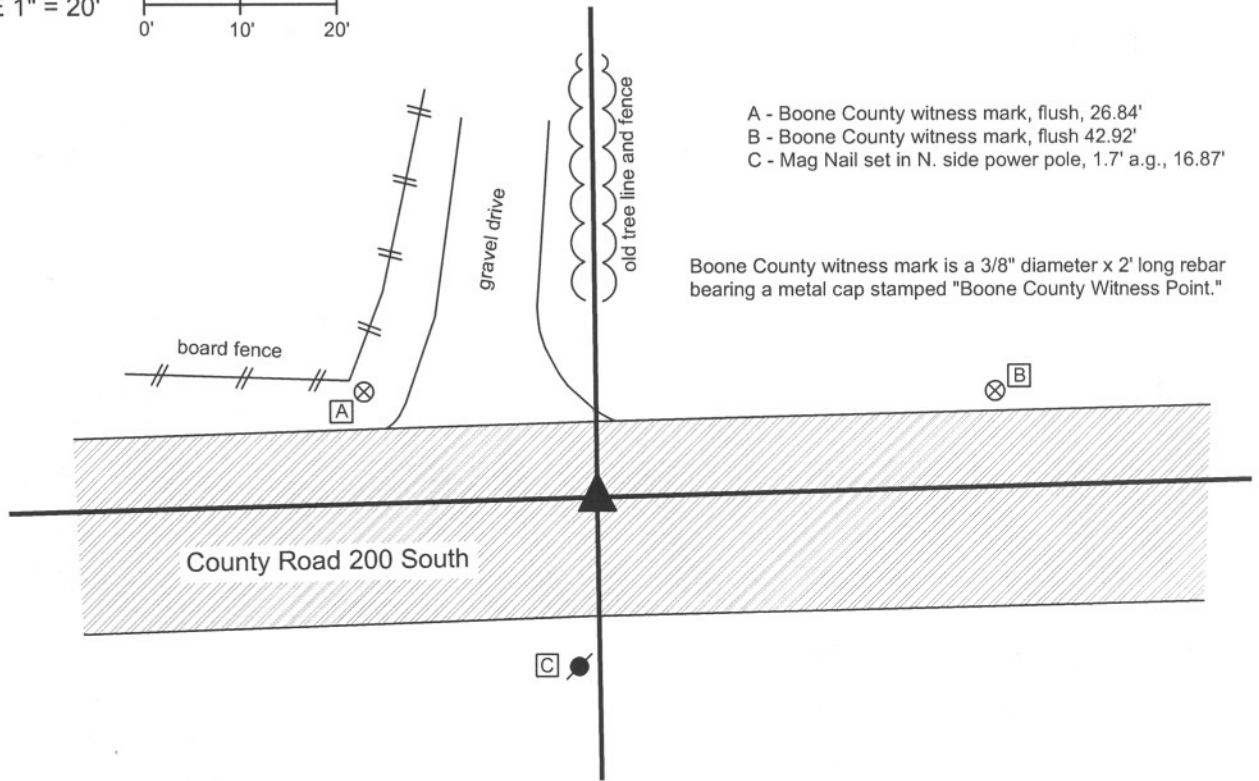 1" = 20'
0' 10' 20'
old tree line and fence
A - Boone County witness mark, flush, 26.84'
B - Boone County witness mark, flush 42.92'
C - Mag Nail set in N. side power pole, 1.7' a.g., 16.87'
gravel drive
Boone County witness mark is a 3/8" diameter x 2' long rebar
bearing a metal cap stamped "Boone County Witness Point."
board fence
A
B
County Road 200 South
C